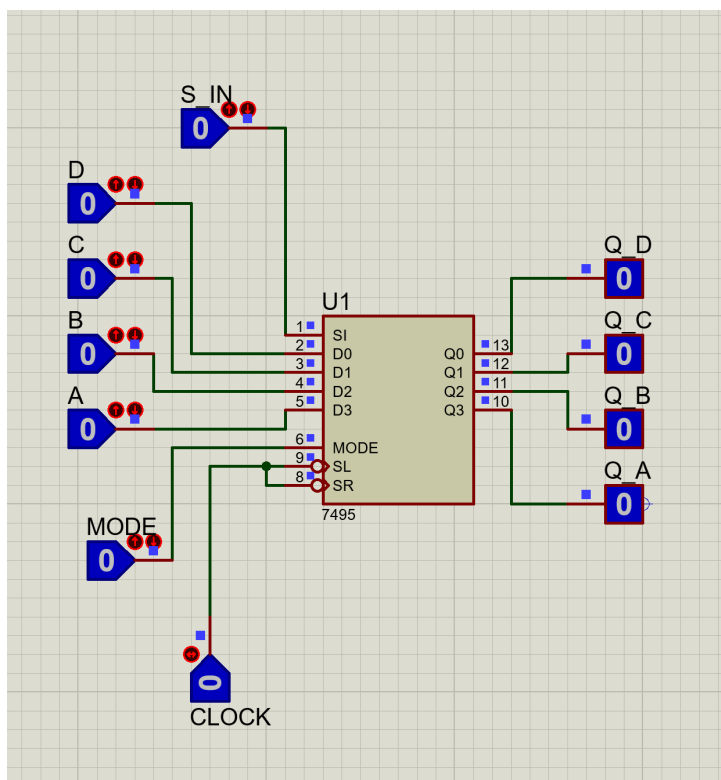 S_IN
0
D
0
C
0
B
0
A
0
MODE
0
0
CLOCK
U1
1 SI
2 D0
3 D1
4 D2
5 D3
6 MODE
9 SL
8 SR
Q0 13
Q1 12
Q2 11
Q3 10
7495
Q_D
0
Q_C
0
Q_B
0
Q_A
0